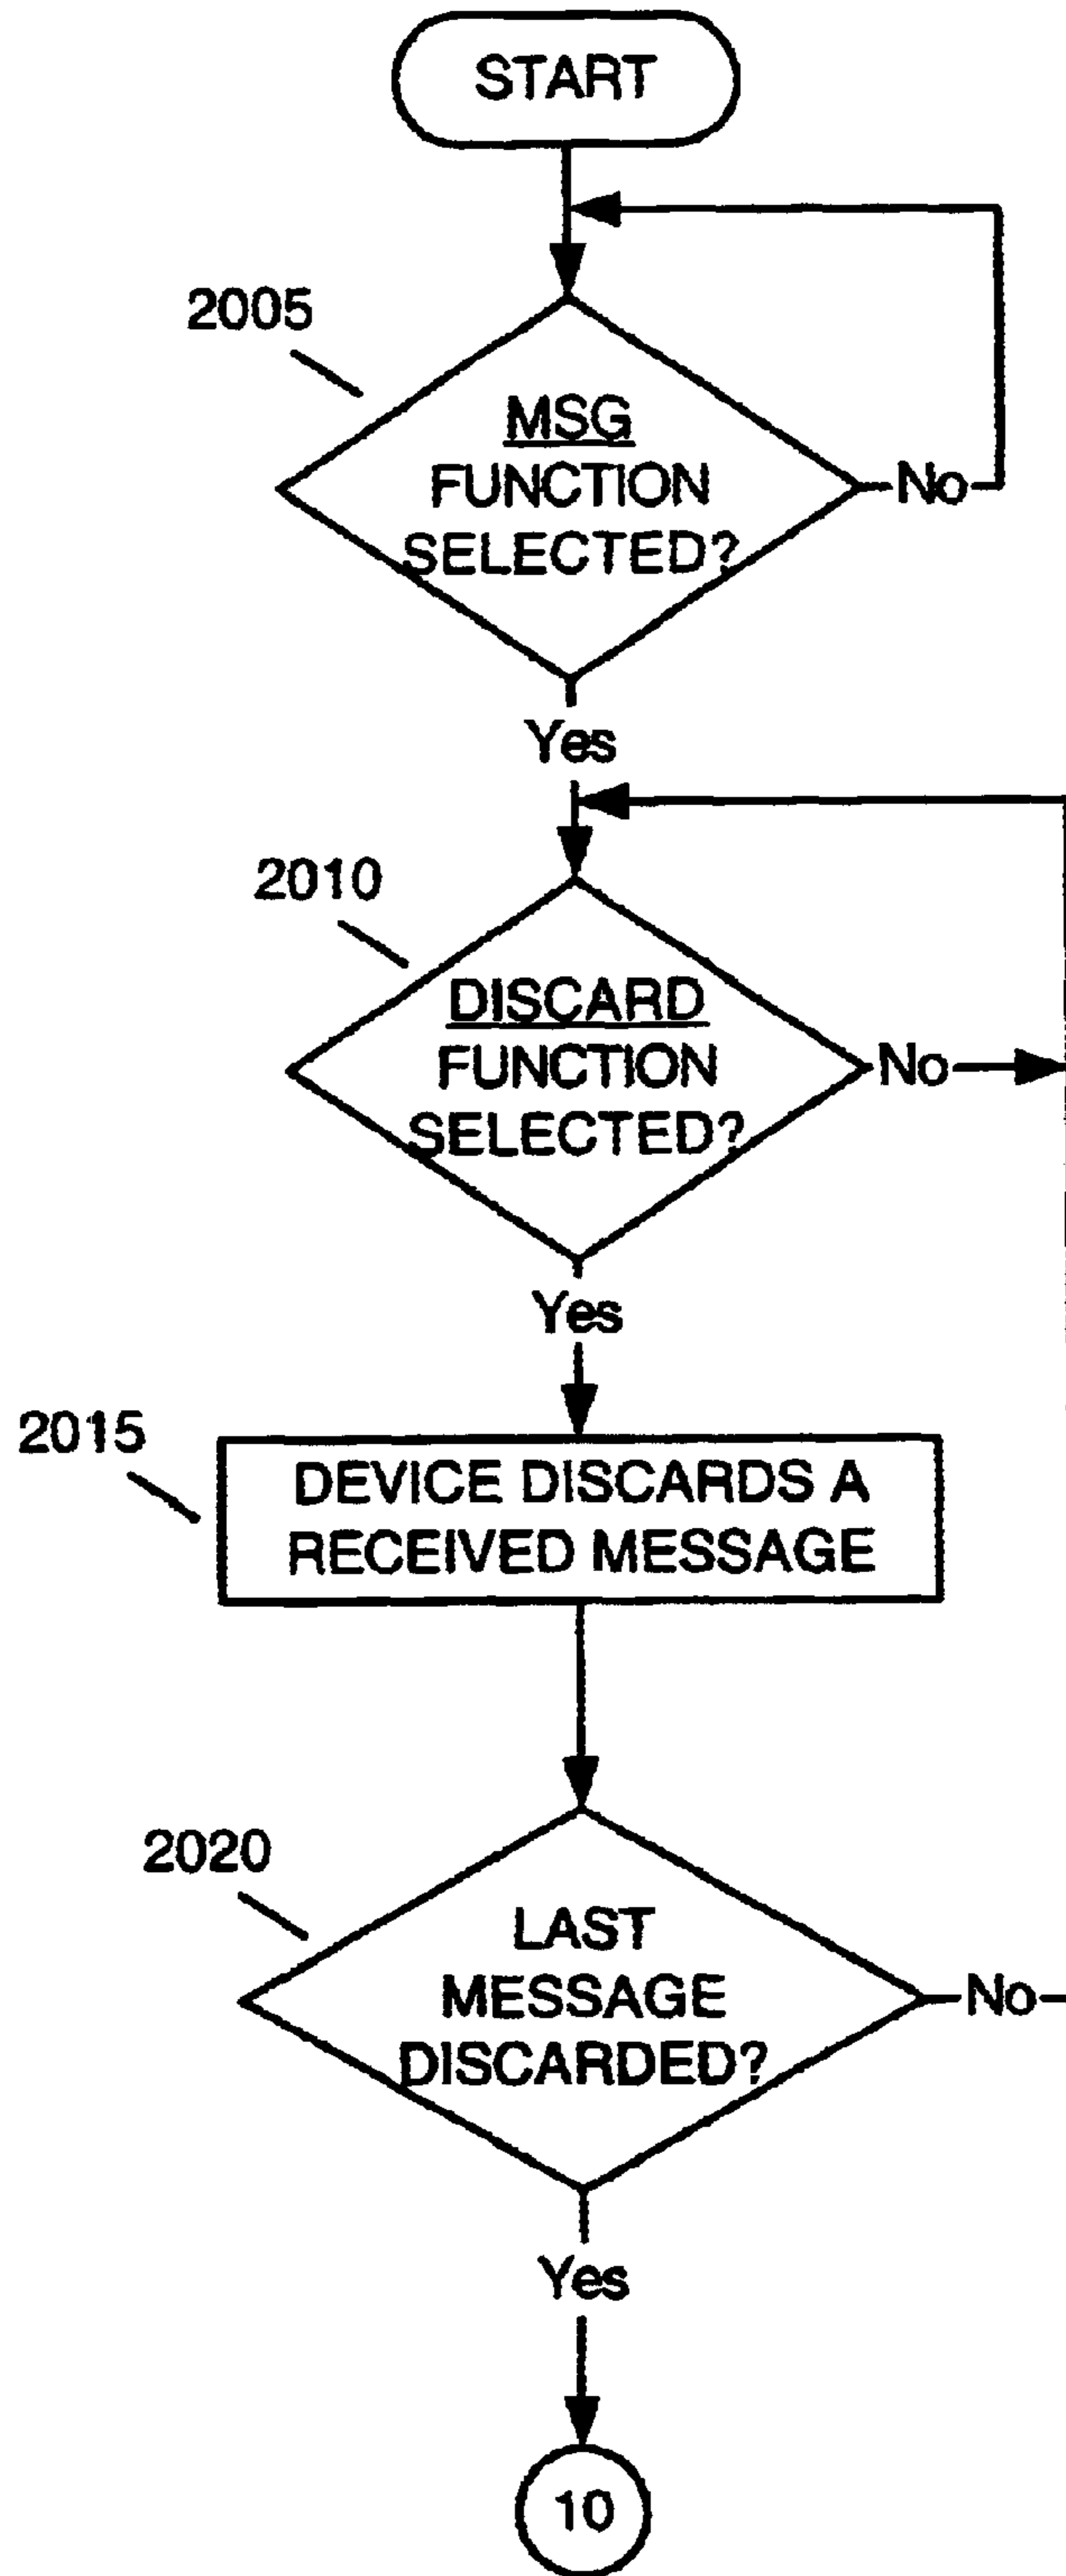 START
2005
MSG
FUNCTION
SELECTED?
No
Yes
2010
DISCARD
FUNCTION
SELECTED?
No
Yes
2015
DEVICE DISCARDS A
RECEIVED MESSAGE
2020
LAST
MESSAGE
DISCARDED?
No
Yes
10